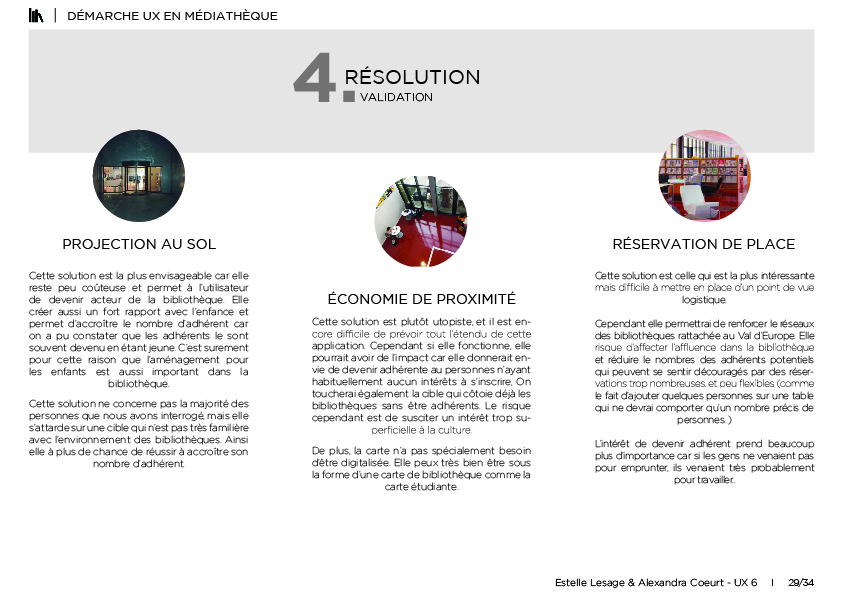 DÉMARCHE UX EN MÉDIATHÈQUE
4. RÉSOLUTION
VALIDATION
PROJECTION AU SOL
Cette solution est la plus envisageable car elle
reste peu coûteuse et permet à l'utilisateur
de devenir acteur de la bibliothèque. Elle
créer aussi un fort rapport avec l'enfance et
permet d'accroître le nombre d'adhérent car
on a pu constater que les adhérents le sont
souvent devenu en étant jeune. C'est surement
pour cette raison que l'aménagement pour
les enfants est aussi important dans la
bibliothèque.
Cette solution ne concerne pas la majorité des
personnes que nous avons interrogé, mais elle
s'attarde sur une cible qui n'est pas très familière
avec l'environnement des bibliothèques. Ainsi
elle à plus de chance de réussir à accroître son
nombre d'adhérent.
ÉCONOMIE DE PROXIMITÉ
Cette solution est plutôt utopiste, et il est en-
core difficile de prévoir tout l'étendu de cette
application. Cependant si elle fonctionne, elle
pourrait avoir de l'impact car elle donnerait en-
vie de devenir adhérente au personnes n'ayant
habituellement aucun intérêts à s'inscrire, On
toucherai également la cible qui côtoie déjà les
bibliothèques sans être adhérents. Le risque
cependant est de susciter un intérêt trop su-
perficielle à la culture.
De plus, la carte n'a pas spécialement besoin
d'être digitalisée. Elle peux très bien être sous
la forme d'une carte de bibliothèque comme la
carte étudiante.
RÉSERVATION DE PLACE
Cette solution est celle qui est la plus intéressante
mais difficile à mettre en place d'un point de vue
logistique.
Cependant elle permettrai de renforcer le réseaux
des bibliothèques rattachée au Val d'Europe. Elle
risque d'affecter l'affluence dans la bibliothèque
et réduire le nombres des adhérents potentiels
qui peuvent se sentir découragés par des réser-
vations trop nombreuses et peu flexibles (comme
le fait d'ajouter quelques personnes sur une table
qui ne devrai comporter qu'un nombre précis de
personnes. )
L'intérêt de devenir adhérent prend beaucoup
plus d'importance car si les gens ne venaient pas
pour emprunter, ils venaient très probablement
pour travailler.
Estelle Lesage & Alexandra Coeurt - UX 6 I 29/34